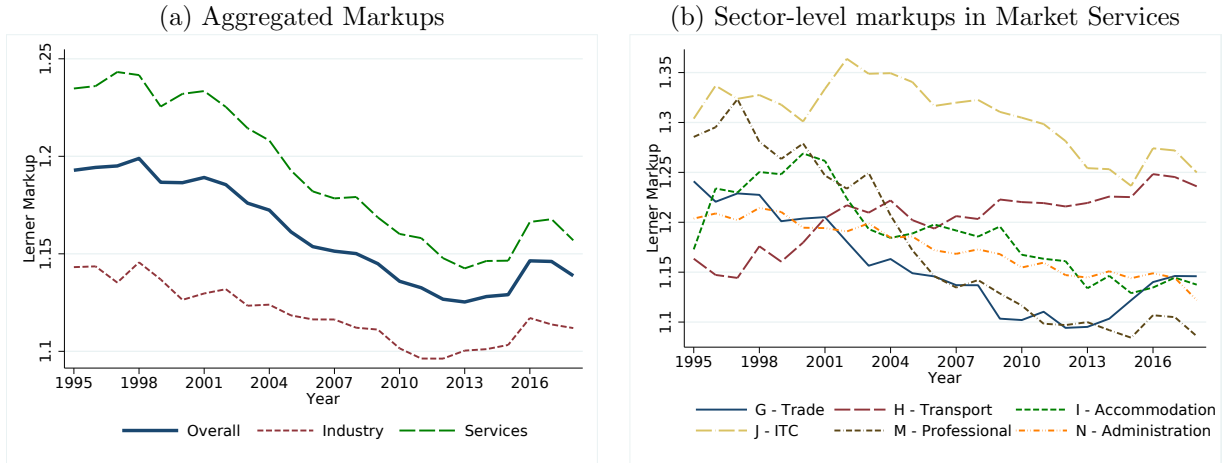 (a) Aggregated Markups
Lerner Markup
1.25
1.2
1.15
1.1
1995 1998 2001 2004 2007 2010 2013 2016
Year
Overall Industry Services
(b) Sector-level markups in Market Services
Lerner Markup
1.35
1.3
1.25
1.2
1.15
1.1
1995 1998 2001 2004 2007 2010 2013 2016
Year
G - Trade H - Transport I - Accommodation
J - ITC M - Professional N - Administration